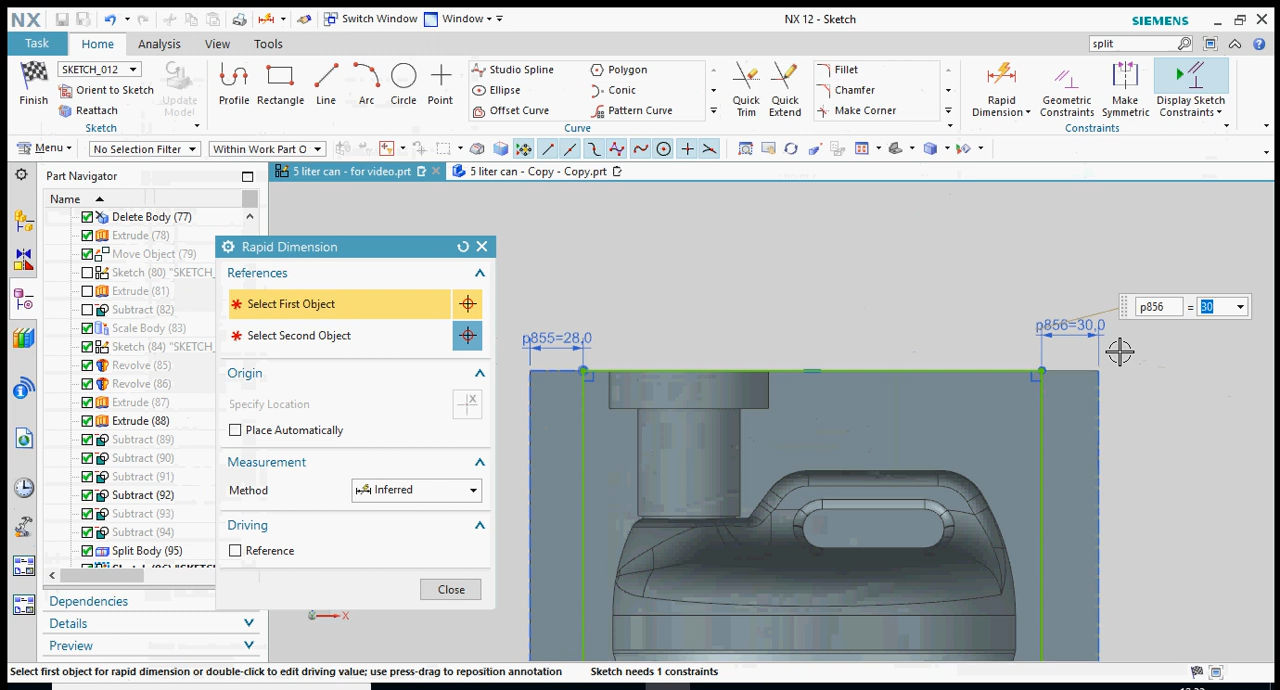 NX
Switch Window
Window
NX 12 - Sketch
SIEMENS
Task
Home
Analysis
View
Tools
split
Finish
SKETCH_012
Orient to Sketch
Reattach
Update Model
Sketch
Profile
Rectangle
Line
Arc
Circle
Point
Studio Spline
Ellipse
Offset Curve
Polygon
Conic
Pattern Curve
Quick Trim
Quick Extend
Fillet
Chamfer
Make Corner
Curve
Rapid Dimension
Geometric Constraints
Make Symmetric
Display Sketch Constraints
Constraints
Menu
No Selection Filter
Within Work Part O
Part Navigator
5 liter can - for video.prt
5 liter can - Copy - Copy.prt
Name
Delete Body (77)
Extrude (78)
Move Object (79)
Sketch (80) "SKETCH_
Extrude (81)
Subtract (82)
Scale Body (83)
Sketch (84) "SKETCH_
Revolve (85)
Revolve (86)
Extrude (87)
Extrude (88)
Subtract (89)
Subtract (90)
Subtract (91)
Subtract (92)
Subtract (93)
Subtract (94)
Split Body (95)
Dependencies
Details
Preview
Rapid Dimension
References
Select First Object
Select Second Object
Origin
Specify Location
Place Automatically
Measurement
Method
Inferred
Driving
Reference
Close
p855=28,0
p856=30,0
p856 = 30
X
Select first object for rapid dimension or double-click to edit driving value; use press-drag to reposition annotation
Sketch needs 1 constraints